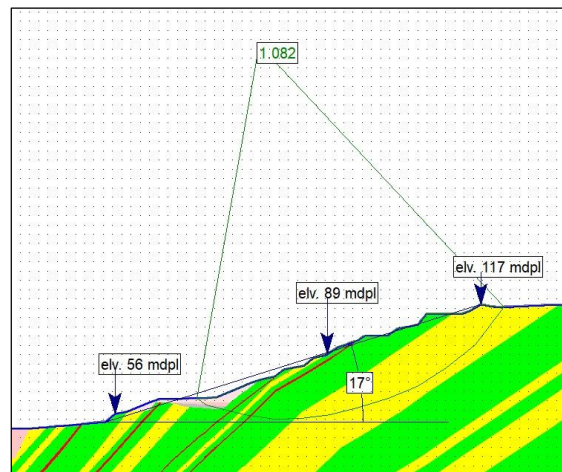 1.082
elv. 117 mdpl
elv. 89 mdpl
elv. 56 mdpl
17°